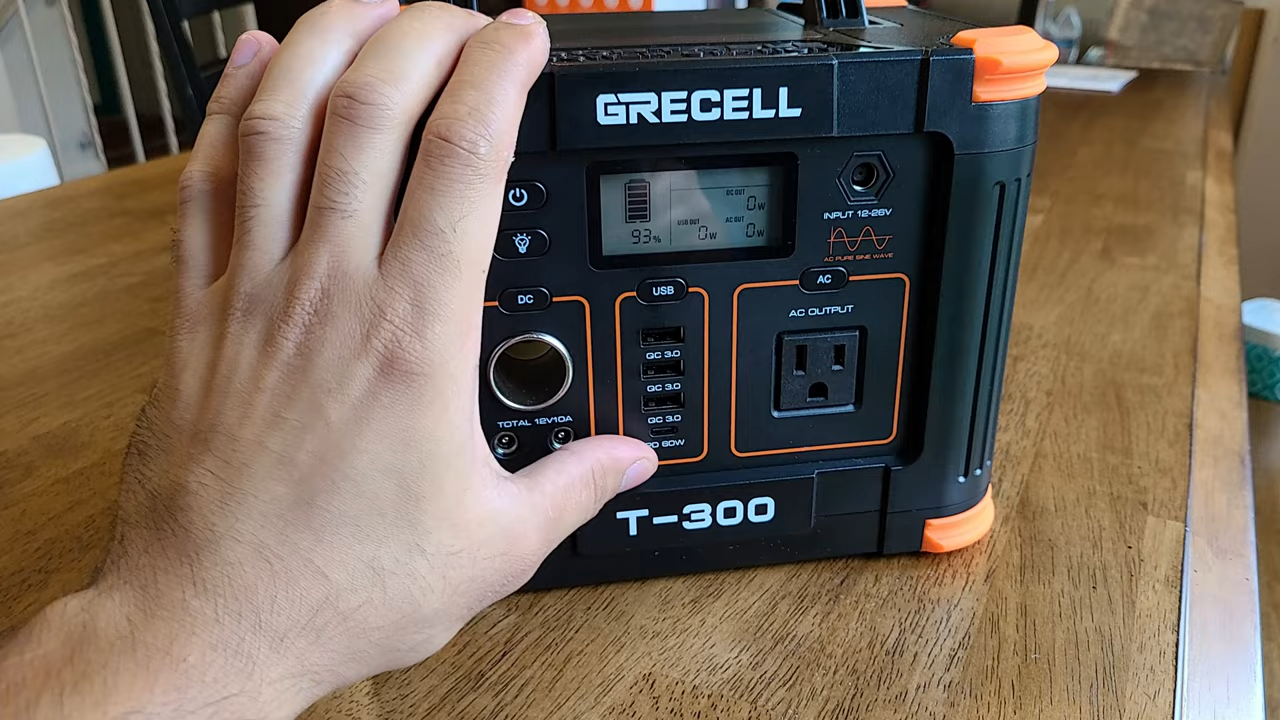 GRECELL
DC OUT
0W
USB OUT
AC OUT
93%
0W
0W
INPUT 12-26V
AC PURE SINE WAVE
DC
USB
AC
AC OUTPUT
QC 3.0
QC 3.0
QC 3.0
TOTAL 12V10A
PD 60W
T-300